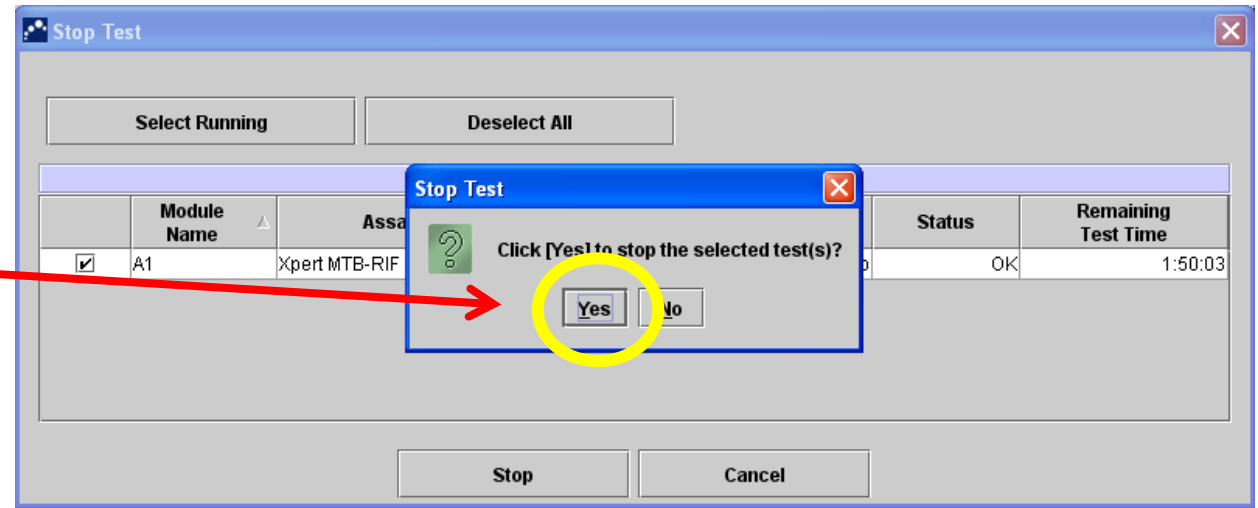 Stop Test
Select Running
Deselect All
Stop Test
Click [Yes] to stop the selected test(s)?
Yes
No
Module
Name
Status
Remaining
Test Time
A1
Xpert MTB-RIF
OK
1:50:03
Stop
Cancel